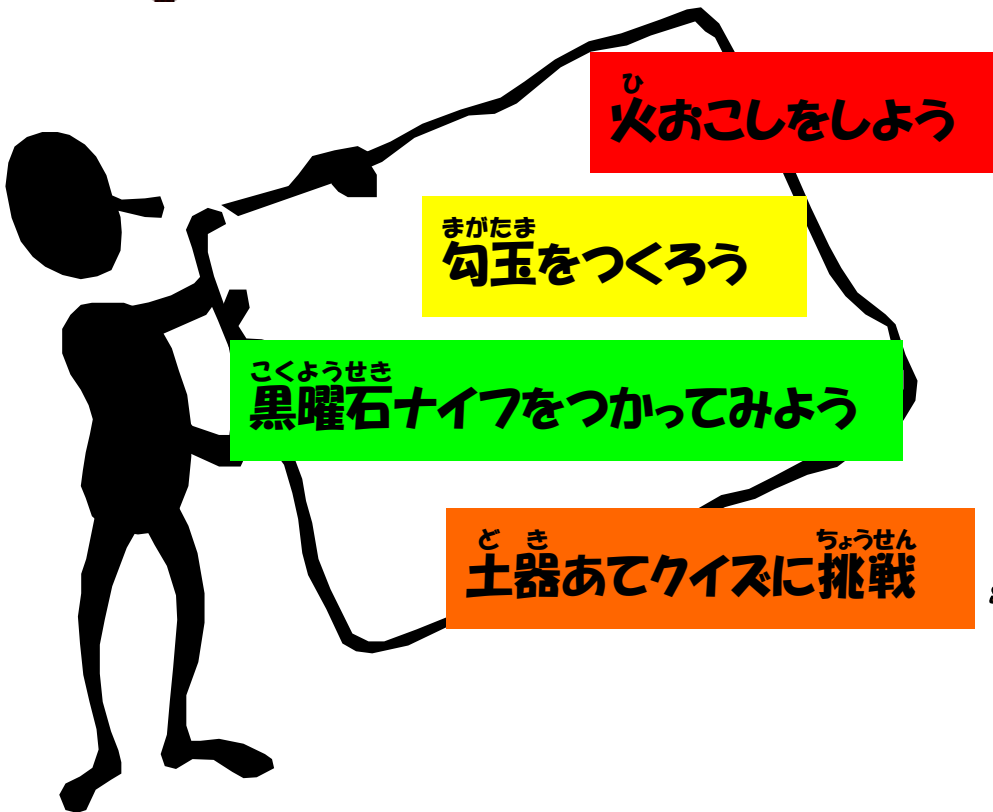 ひ
火おこしをしよう
まがたま
勾玉をつくろう
こくようせき
黒曜石ナイフをつかってみよう
どき ちょうせん
土器あてクイズに挑戦